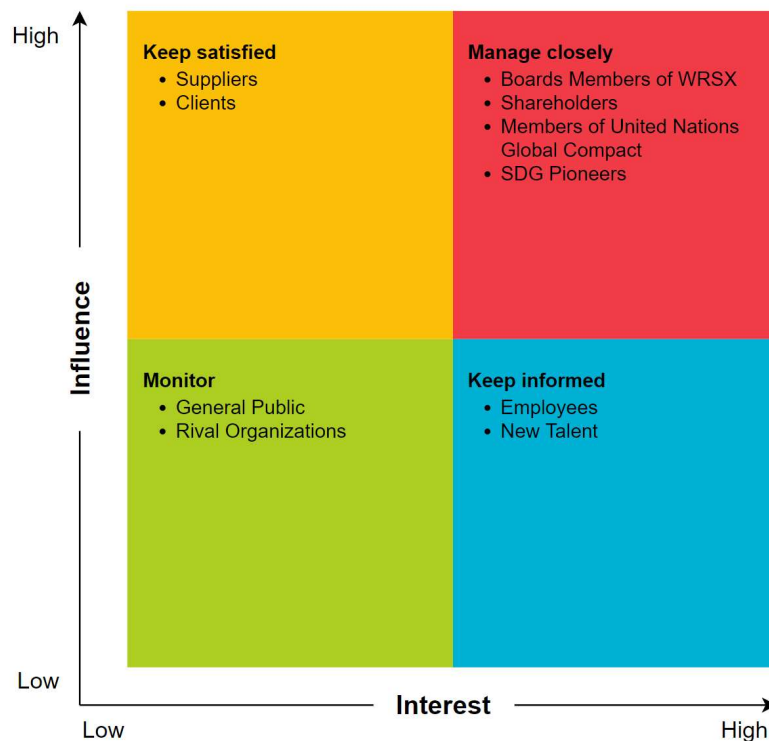 High
Keep satisfied
• Suppliers
• Clients
Manage closely
• Boards Members of WRSX
• Shareholders
• Members of United Nations
Global Compact
• SDG Pioneers
Influence
Monitor
• General Public
• Rival Organizations
Keep informed
• Employees
• New Talent
Low
Low
Interest
High